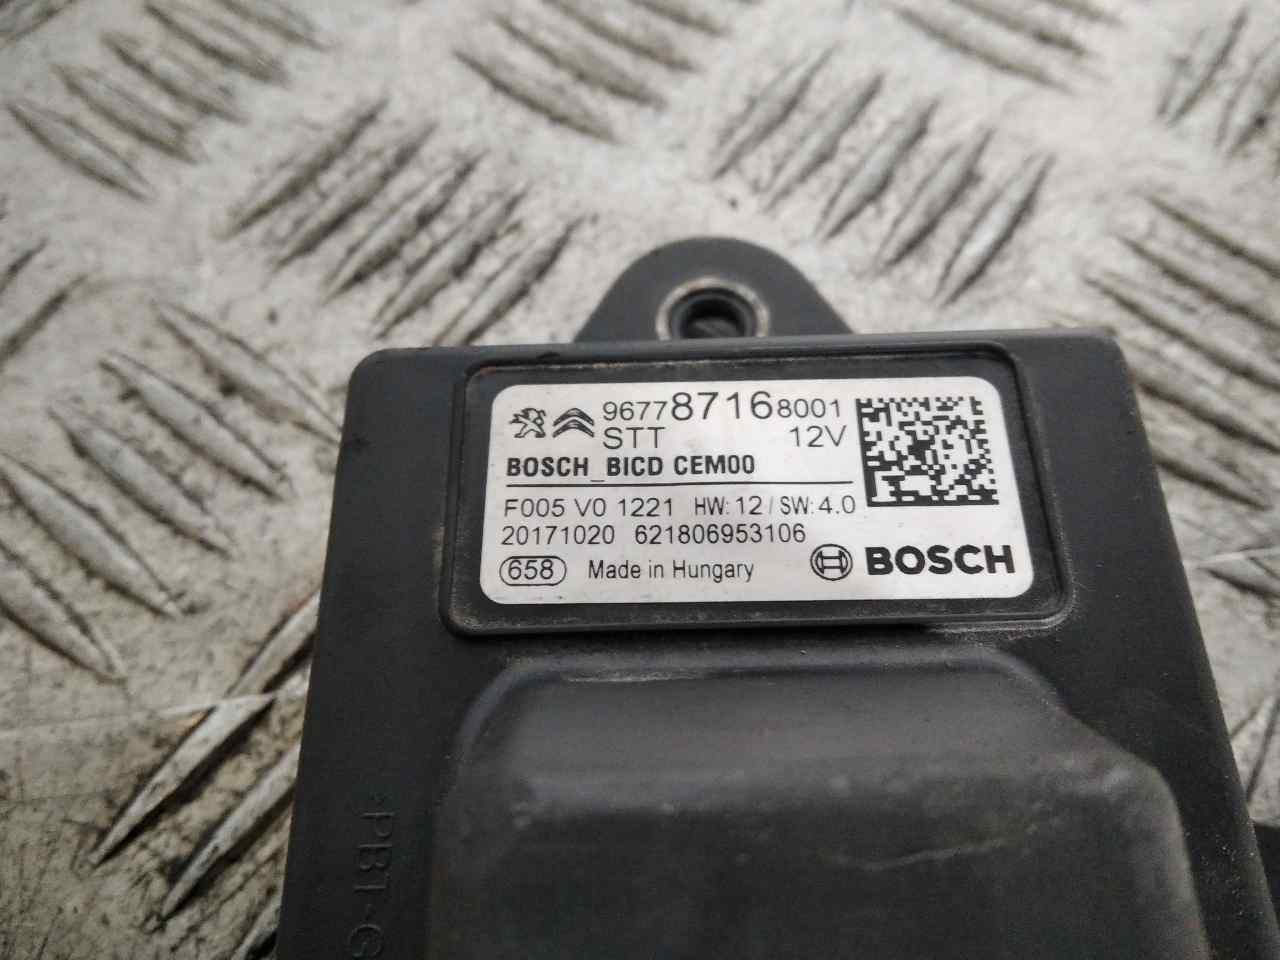 96778716 8001
STT 12V
BOSCH_BICD CEM00
F005 V0 1221 HW: 12 / SW: 4.0
20171020 621806953106
658 Made in Hungary BOSCH